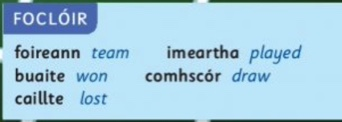 FOCLÓIR
foireann team imeartha played
buaite won comhscór draw
caillte lost